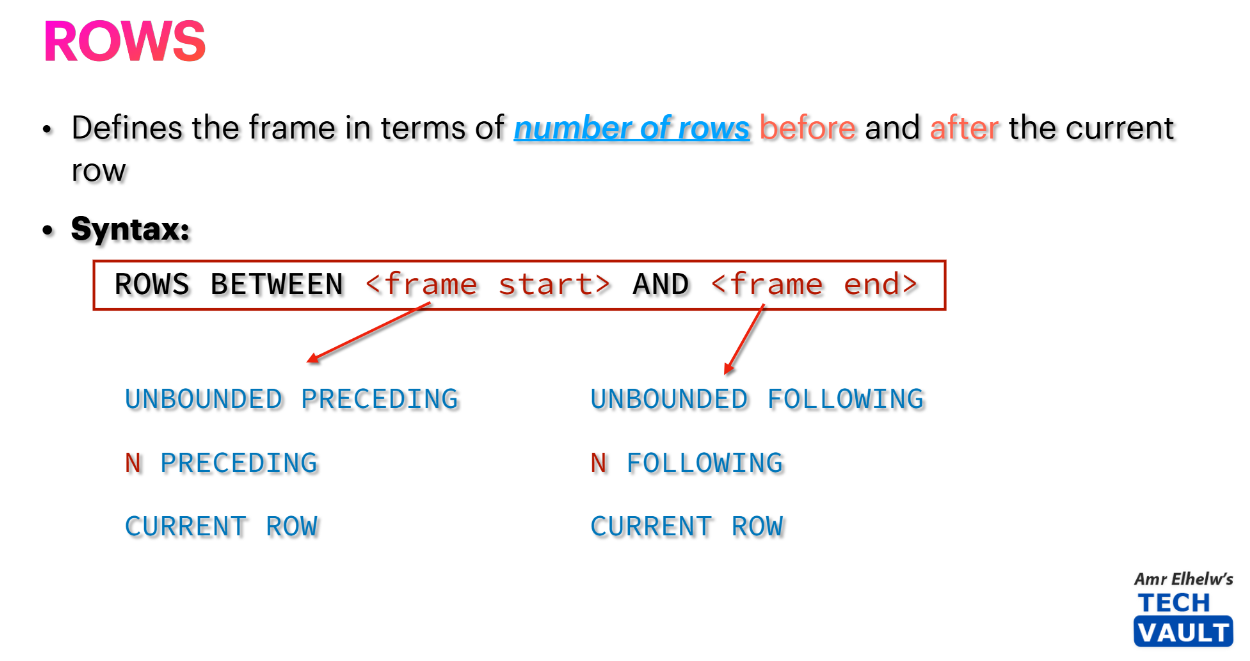 ROWS
• Defines the frame in terms of number of rows before and after the current
row
• Syntax:
ROWS BETWEEN <frame start> AND <frame end>
UNBOUNDED PRECEDING
UNBOUNDED FOLLOWING
N PRECEDING
N FOLLOWING
CURRENT ROW
CURRENT ROW
Amr Elhelw's
TECH
VAULT